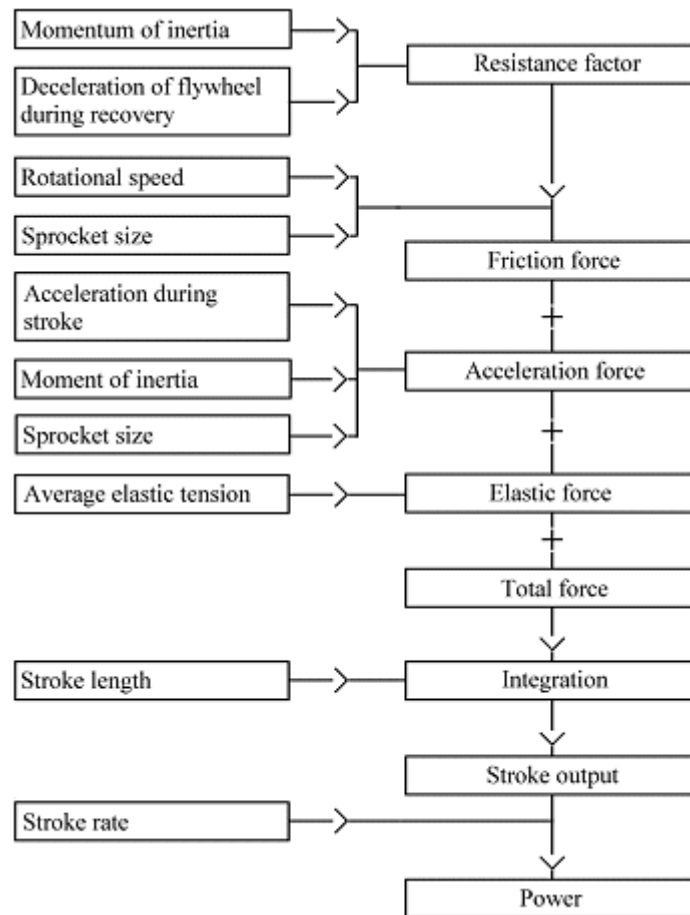 Momentum of inertia
Resistance factor
Deceleration of flywheel
during recovery
Rotational speed
Sprocket size
Friction force
Acceleration during
stroke
+
Acceleration force
Moment of inertia
Sprocket size
+
Average elastic tension
Elastic force
+
Total force
Stroke length
Integration
Stroke output
Stroke rate
Power